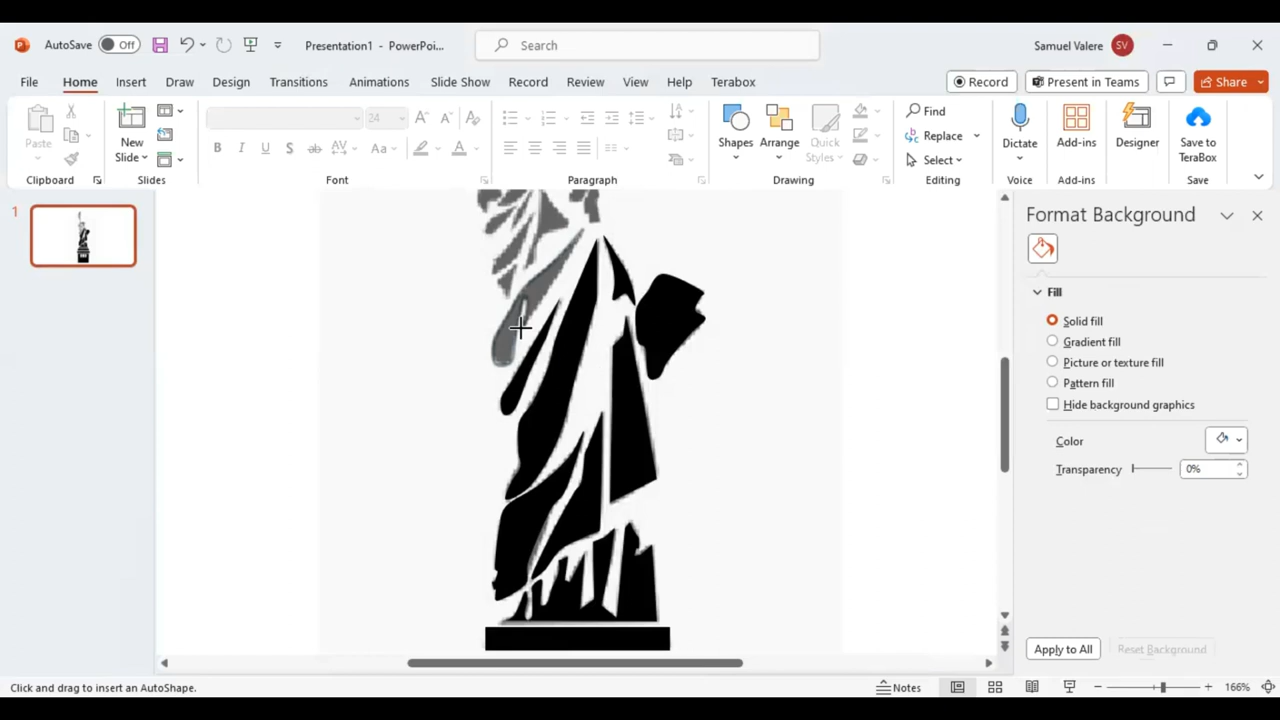 AutoSave Off Presentation1 - PowerPoi... Search Samuel Valere SV
File Home Insert Draw Design Transitions Animations Slide Show Record Review View Help Terabox Record Present in Teams Share
Paste New Slide 24 A A A Shapes Arrange Quick Styles Find Replace Select Dictate Add-ins Designer Save to TeraBox
B I U S ab AV Aa A
Clipboard Slides Font Paragraph Drawing Editing Voice Add-ins Save
1
Format Background
Fill
Solid fill
Gradient fill
Picture or texture fill
Pattern fill
Hide background graphics
Color
Transparency 0%
Apply to All Reset Background
Click and drag to insert an AutoShape. Notes 166%